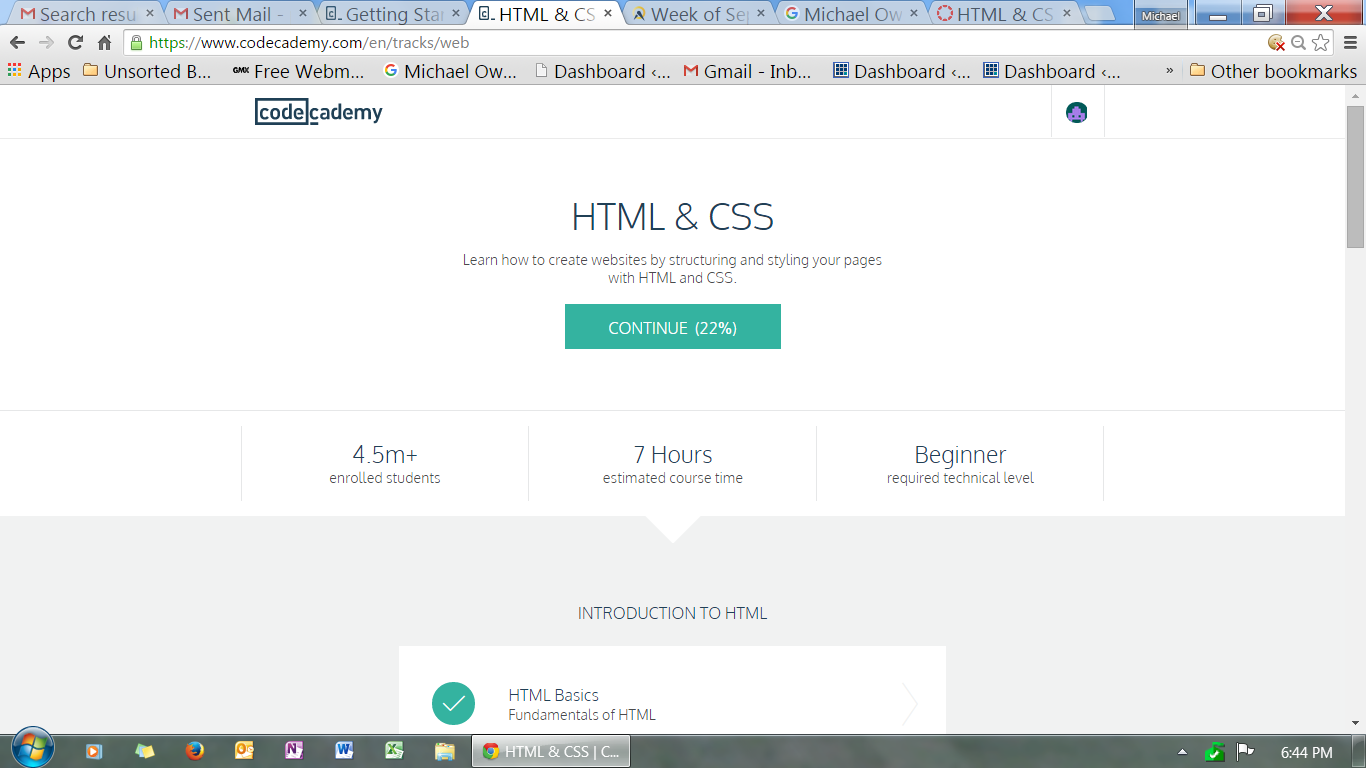 Search resu
Sent Mail -
Getting Star
HTML & CS
Week of Sep
Michael Ow
HTML & CS
Michael
https://www.codecademy.com/en/tracks/web
Apps
Unsorted B...
GMX Free Webm...
Michael Ow...
Dashboard ‹...
Gmail - Inb...
Dashboard ‹...
Dashboard ‹...
»
Other bookmarks
codecademy
HTML & CSS
Learn how to create websites by structuring and styling your pages
with HTML and CSS.
CONTINUE (22%)
4.5m+
enrolled students
7 Hours
estimated course time
Beginner
required technical level
INTRODUCTION TO HTML
HTML Basics
Fundamentals of HTML
HTML & CSS | C...
6:44 PM